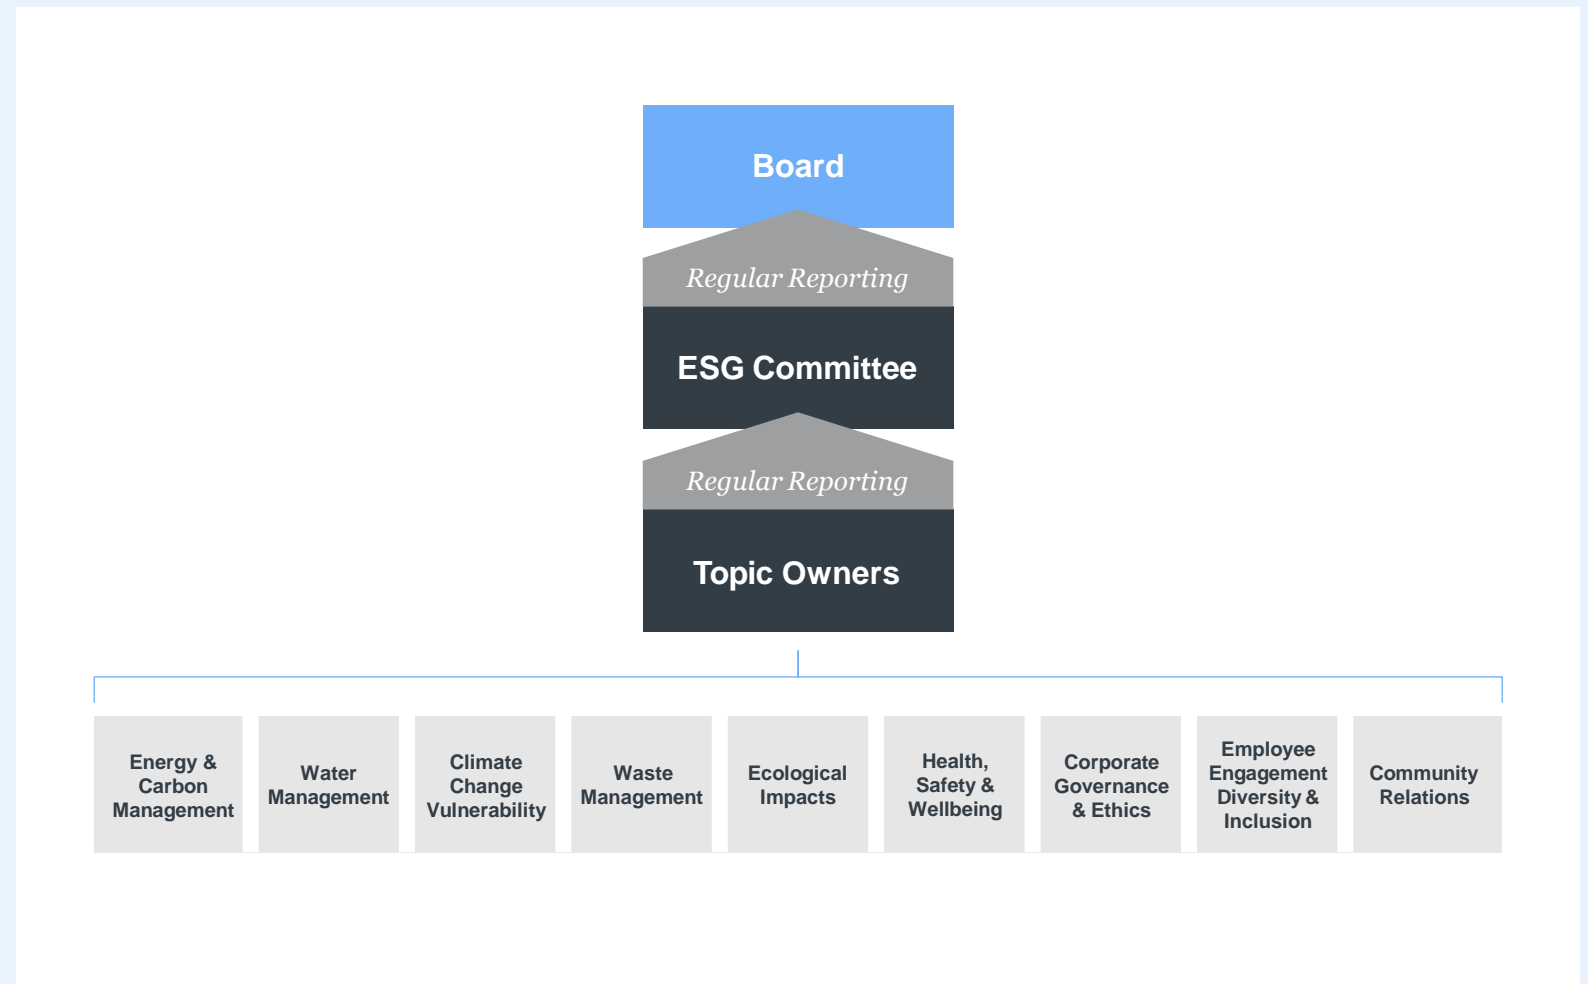 Board
Regular Reporting
ESG Committee
Regular Reporting
Topic Owners
Energy &
Carbon
Management
Water
Management
Climate
Change
Vulnerability
Waste
Management
Ecological
Impacts
Health,
Safety &
Wellbeing
Corporate
Governance
& Ethics
Employee
Engagement
Diversity &
Inclusion
Community
Relations